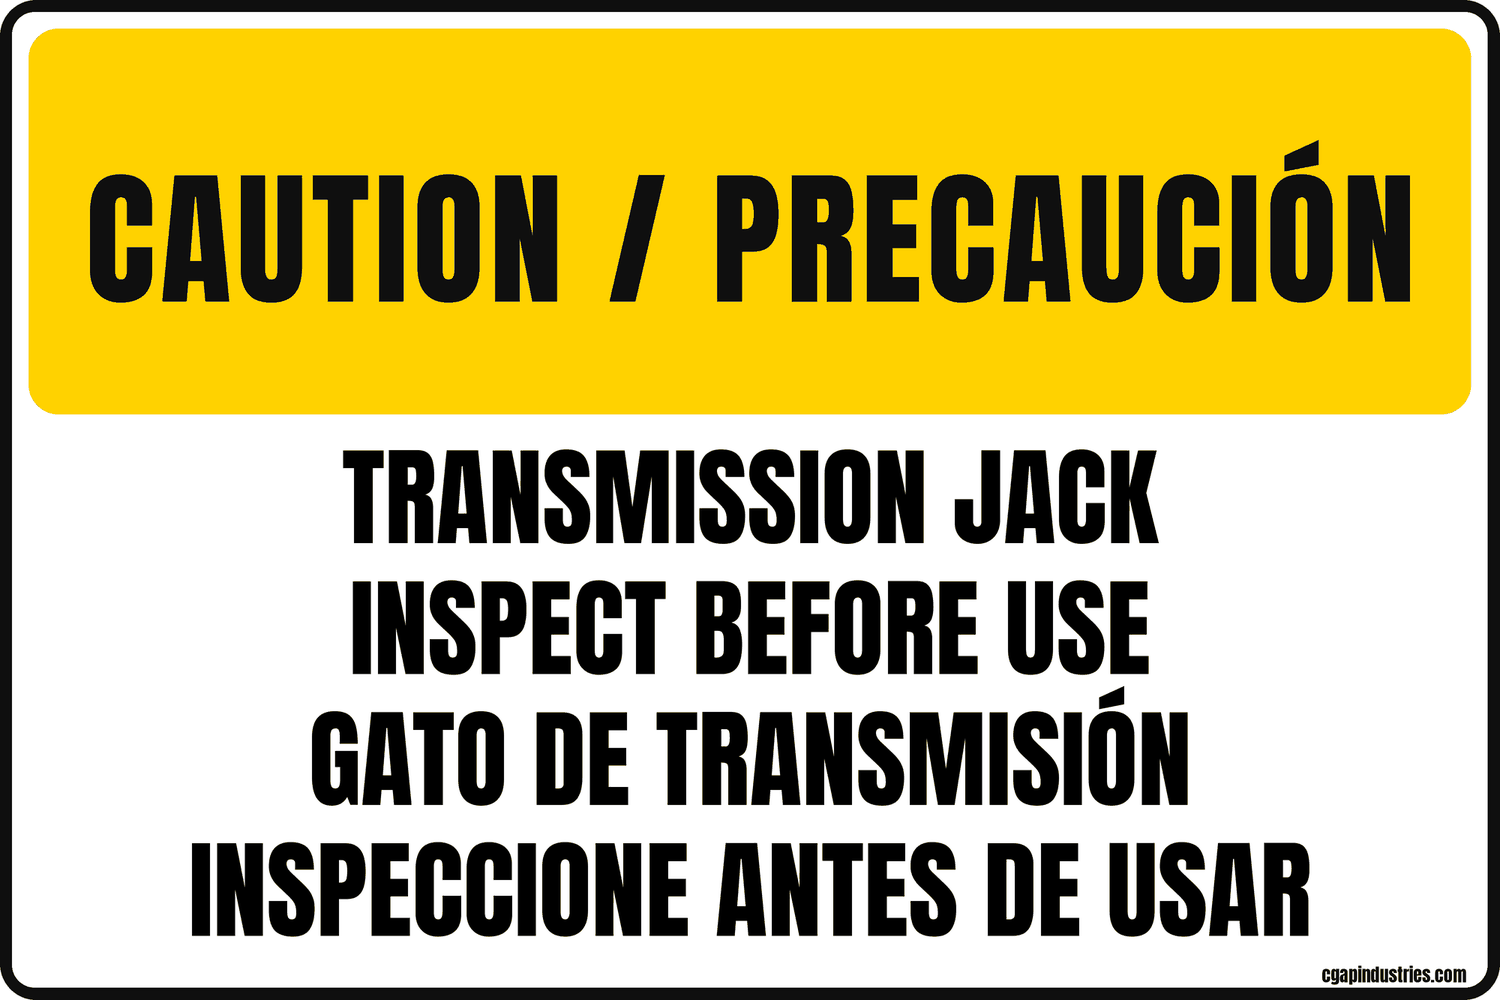 CAUTION / PRECAUCIÓN
TRANSMISSION JACK
INSPECT BEFORE USE
GATO DE TRANSMISIÓN
INSPECCIONE ANTES DE USAR
cgapindustries.com